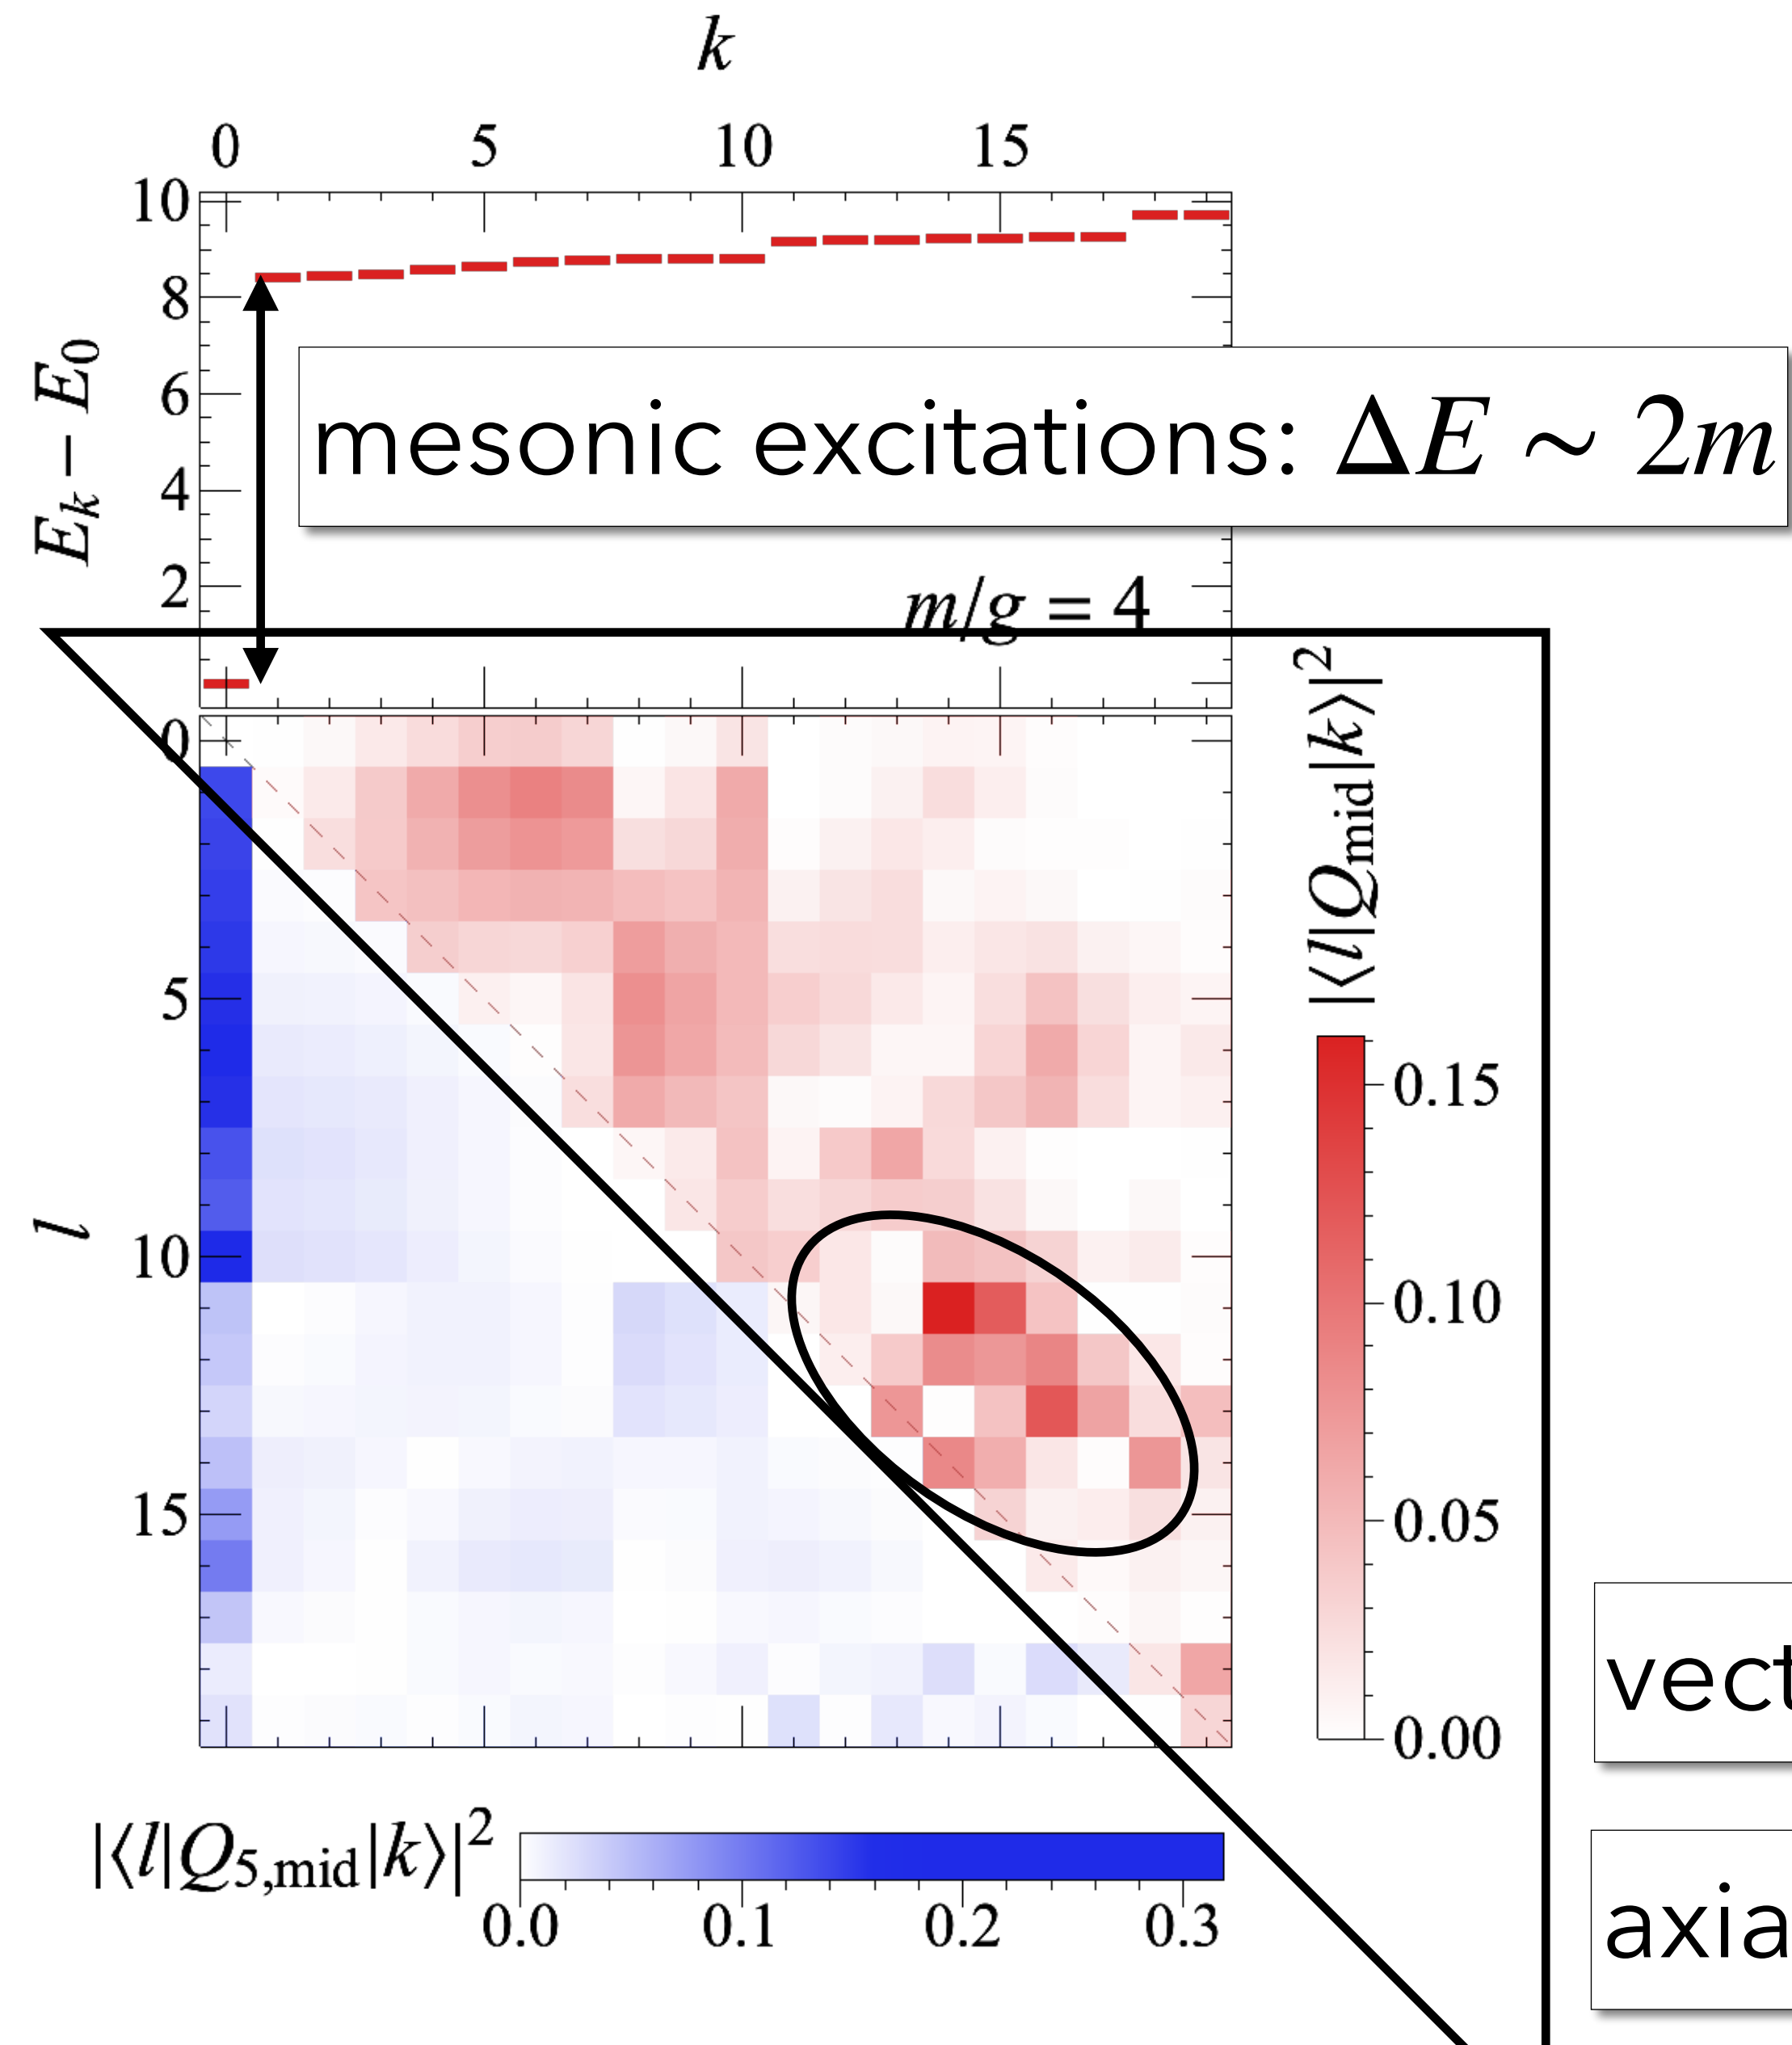 k
0 5 10 15
10
8
6
4
2
E_k − E_0
mesonic excitations: ΔE ~ 2m
m/g = 4
0
5
10
15
l
|⟨l|Q_mid|k⟩|²
0.15
0.10
0.05
0.00
vect
axia
|⟨l|Q_5,mid|k⟩|²
0.0 0.1 0.2 0.3